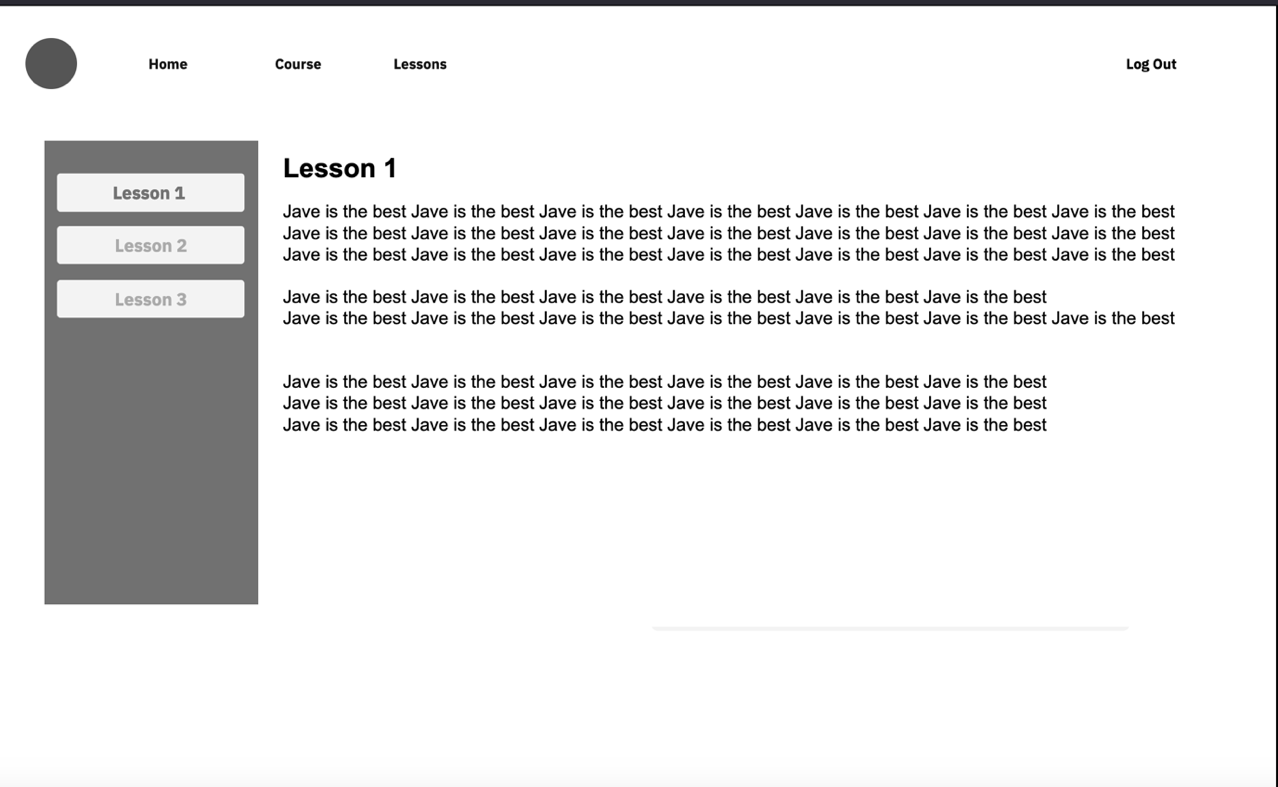 Home
Course
Lessons
Log Out
Lesson 1
Lesson 2
Lesson 3
Lesson 1
Jave is the best Jave is the best Jave is the best Jave is the best Jave is the best Jave is the best Jave is the best
Jave is the best Jave is the best Jave is the best Jave is the best Jave is the best Jave is the best Jave is the best
Jave is the best Jave is the best Jave is the best Jave is the best Jave is the best Jave is the best Jave is the best
Jave is the best Jave is the best Jave is the best Jave is the best Jave is the best Jave is the best
Jave is the best Jave is the best Jave is the best Jave is the best Jave is the best Jave is the best Jave is the best
Jave is the best Jave is the best Jave is the best Jave is the best Jave is the best Jave is the best
Jave is the best Jave is the best Jave is the best Jave is the best Jave is the best Jave is the best
Jave is the best Jave is the best Jave is the best Jave is the best Jave is the best Jave is the best